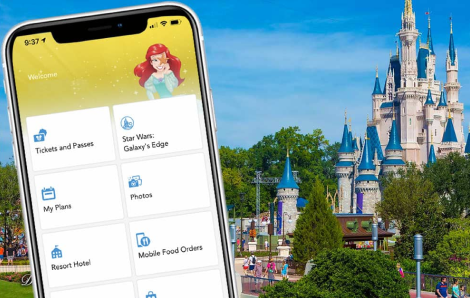 9:37
Welcome
Tickets and Passes
Star Wars:
Galaxy's Edge
My Plans
Photos
Resort Hotel
Mobile Food Orders